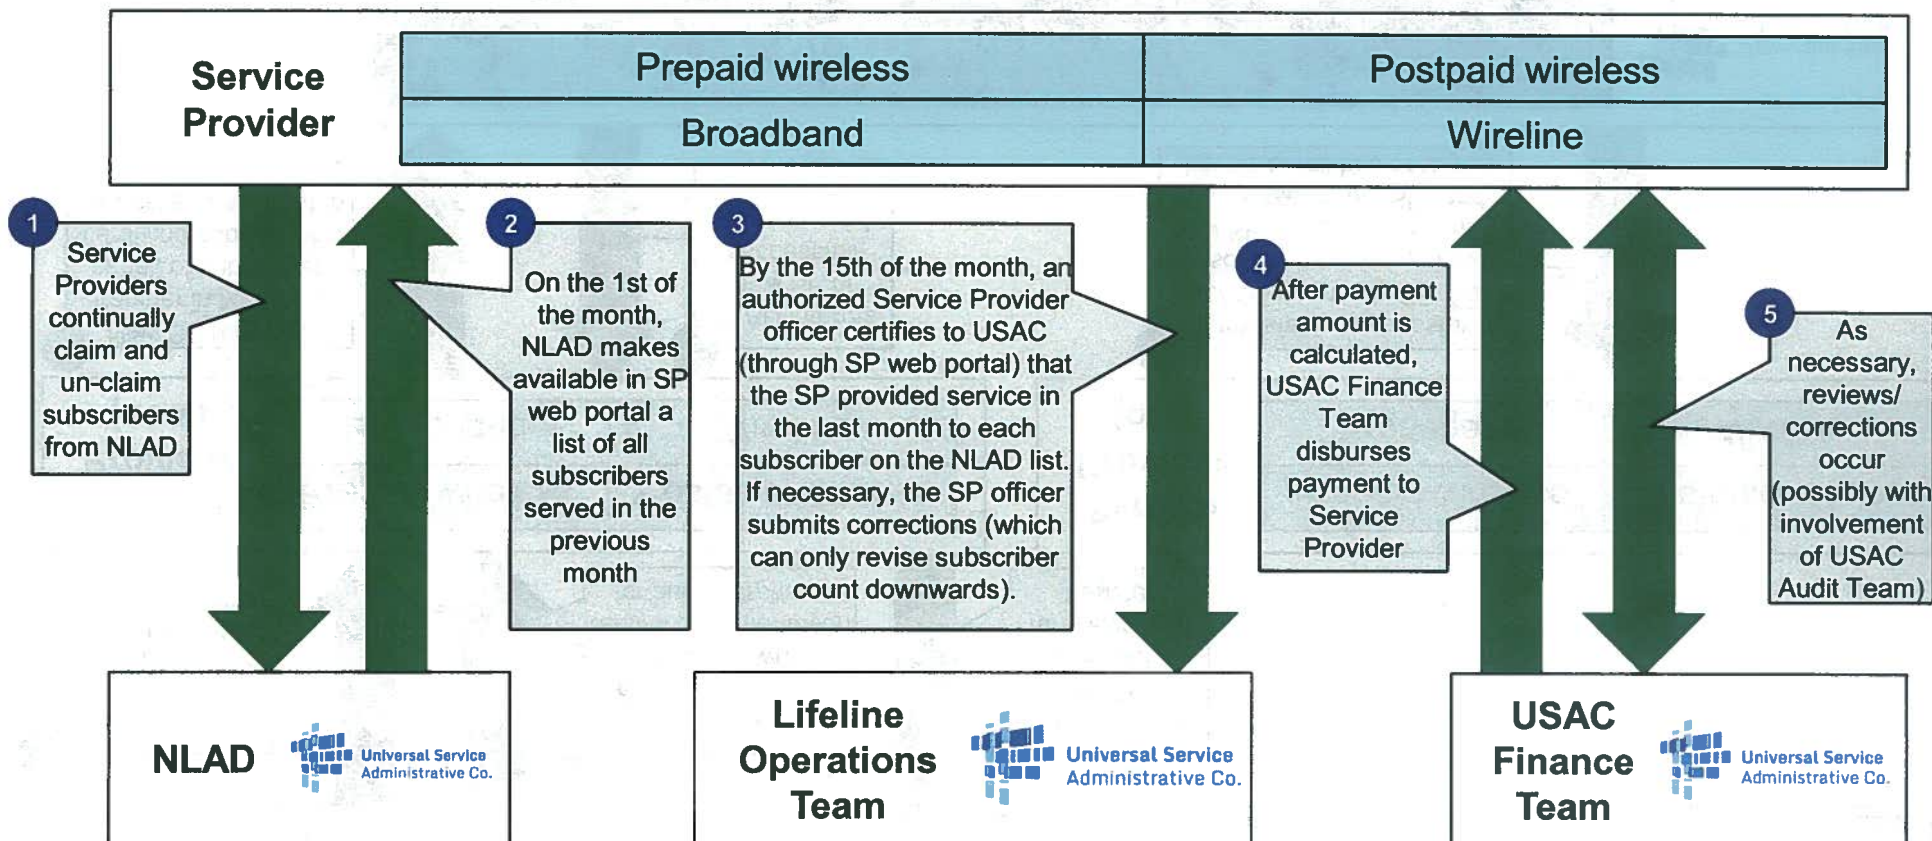 Service
Provider
Prepaid wireless
Postpaid wireless
Broadband
Wireline
1
Service
Providers
continually
claim and
un-claim
subscribers
from NLAD
2
On the 1st of
the month,
NLAD makes
available in SP
web portal a
list of all
subscribers
served in the
previous
month
3
By the 15th of the month, an
authorized Service Provider
officer certifies to USAC
(through SP web portal) that
the SP provided service in
the last month to each
subscriber on the NLAD list.
If necessary, the SP officer
submits corrections (which
can only revise subscriber
count downwards).
4
After payment
amount is
calculated,
USAC Finance
Team
disburses
payment to
Service
Provider
5
As
necessary,
reviews/
corrections
occur
(possibly with
involvement
of USAC
Audit Team)
NLAD
Universal Service
Administrative Co.
Lifeline
Operations
Team
Universal Service
Administrative Co.
USAC
Finance
Team
Universal Service
Administrative Co.